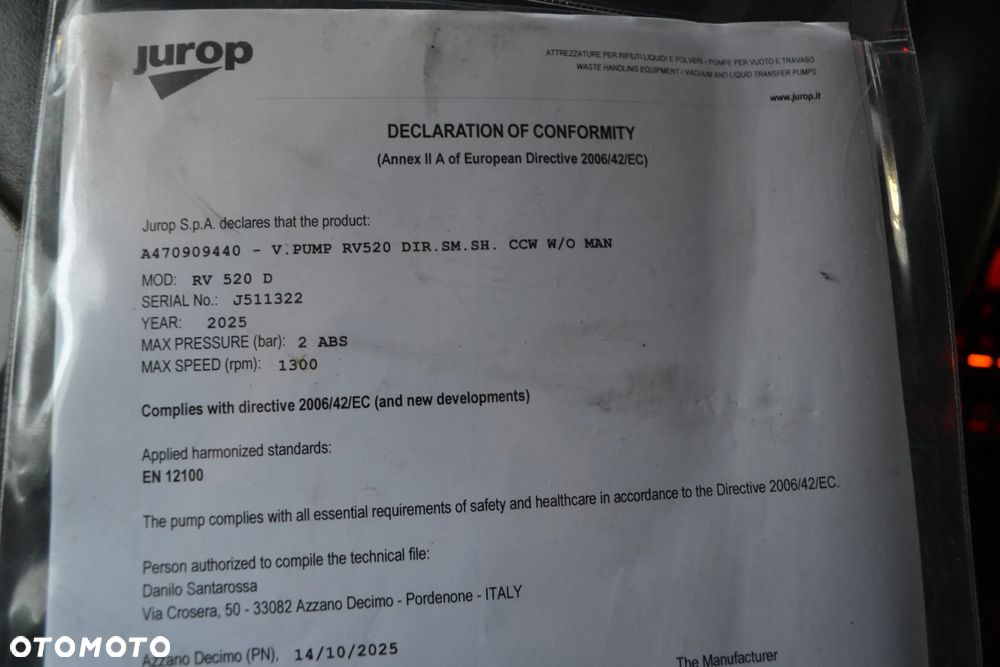 jurop
ATTREZZATURE PER RIFIUTI LIQUIDI E POLVERI - POMPE PER VUOTO E TRAVASO
WASTE HANDLING EQUIPMENT - VACUUM AND LIQUID TRANSFER PUMPS
www.jurop.it
DECLARATION OF CONFORMITY
(Annex II A of European Directive 2006/42/EC)
Jurop S.p.A. declares that the product:
A470909440 - V.PUMP RV520 DIR.SM.SH. CCW W/O MAN
MOD: RV 520 D
SERIAL No.: J511322
YEAR: 2025
MAX PRESSURE (bar): 2 ABS
MAX SPEED (rpm): 1300
Complies with directive 2006/42/EC (and new developments)
Applied harmonized standards:
EN 12100
The pump complies with all essential requirements of safety and healthcare in accordance to the Directive 2006/42/EC.
Person authorized to compile the technical file:
Danilo Santarossa
Via Crosera, 50 - 33082 Azzano Decimo - Pordenone - ITALY
Azzano Decimo (PN), 14/10/2025
The Manufacturer
OTOMOTO